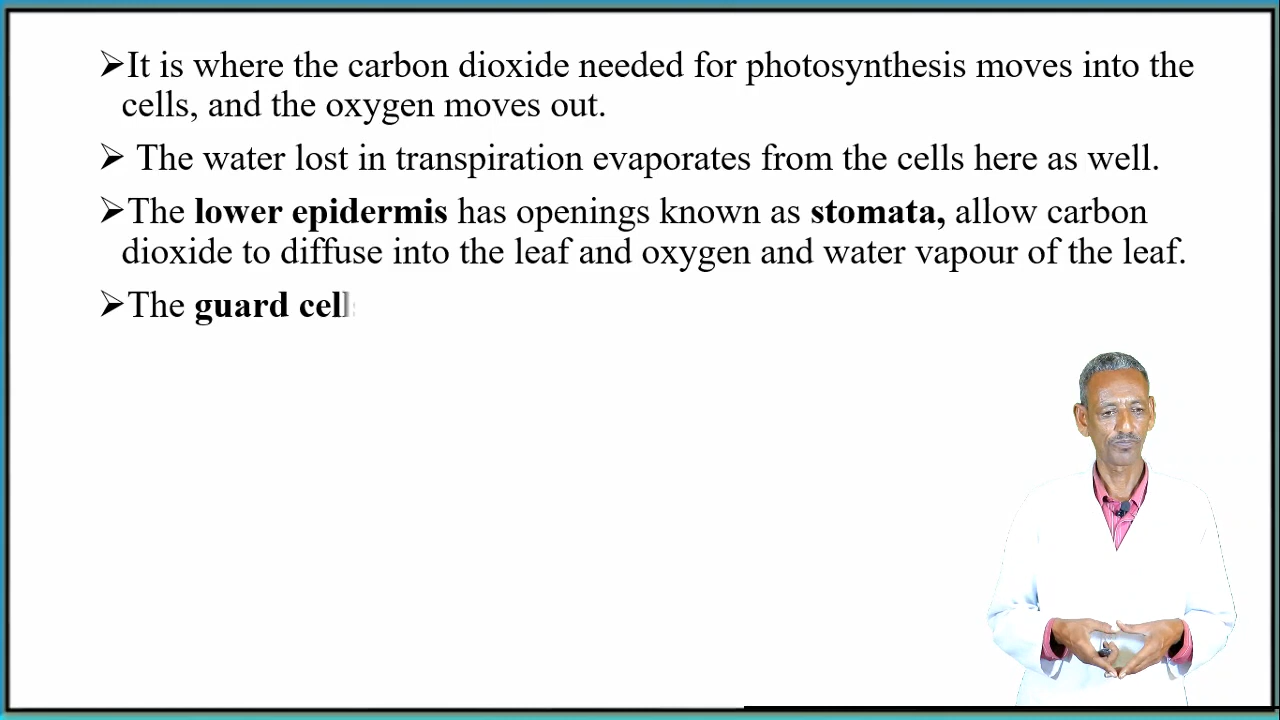 ➢It is where the carbon dioxide needed for photosynthesis moves into the
cells, and the oxygen moves out.
➢ The water lost in transpiration evaporates from the cells here as well.
➢The lower epidermis has openings known as stomata, allow carbon
dioxide to diffuse into the leaf and oxygen and water vapour of the leaf.
➢The guard cell